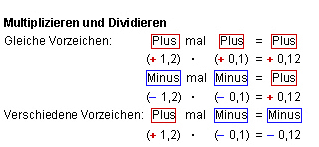 Multiplizieren und Dividieren
Gleiche Vorzeichen: Plus mal Plus = Plus
(+ 1,2) · (+ 0,1) = + 0,12
Minus mal Minus = Plus
(– 1,2) · (– 0,1) = + 0,12
Verschiedene Vorzeichen: Plus mal Minus = Minus
(+ 1,2) · (– 0,1) = – 0,12